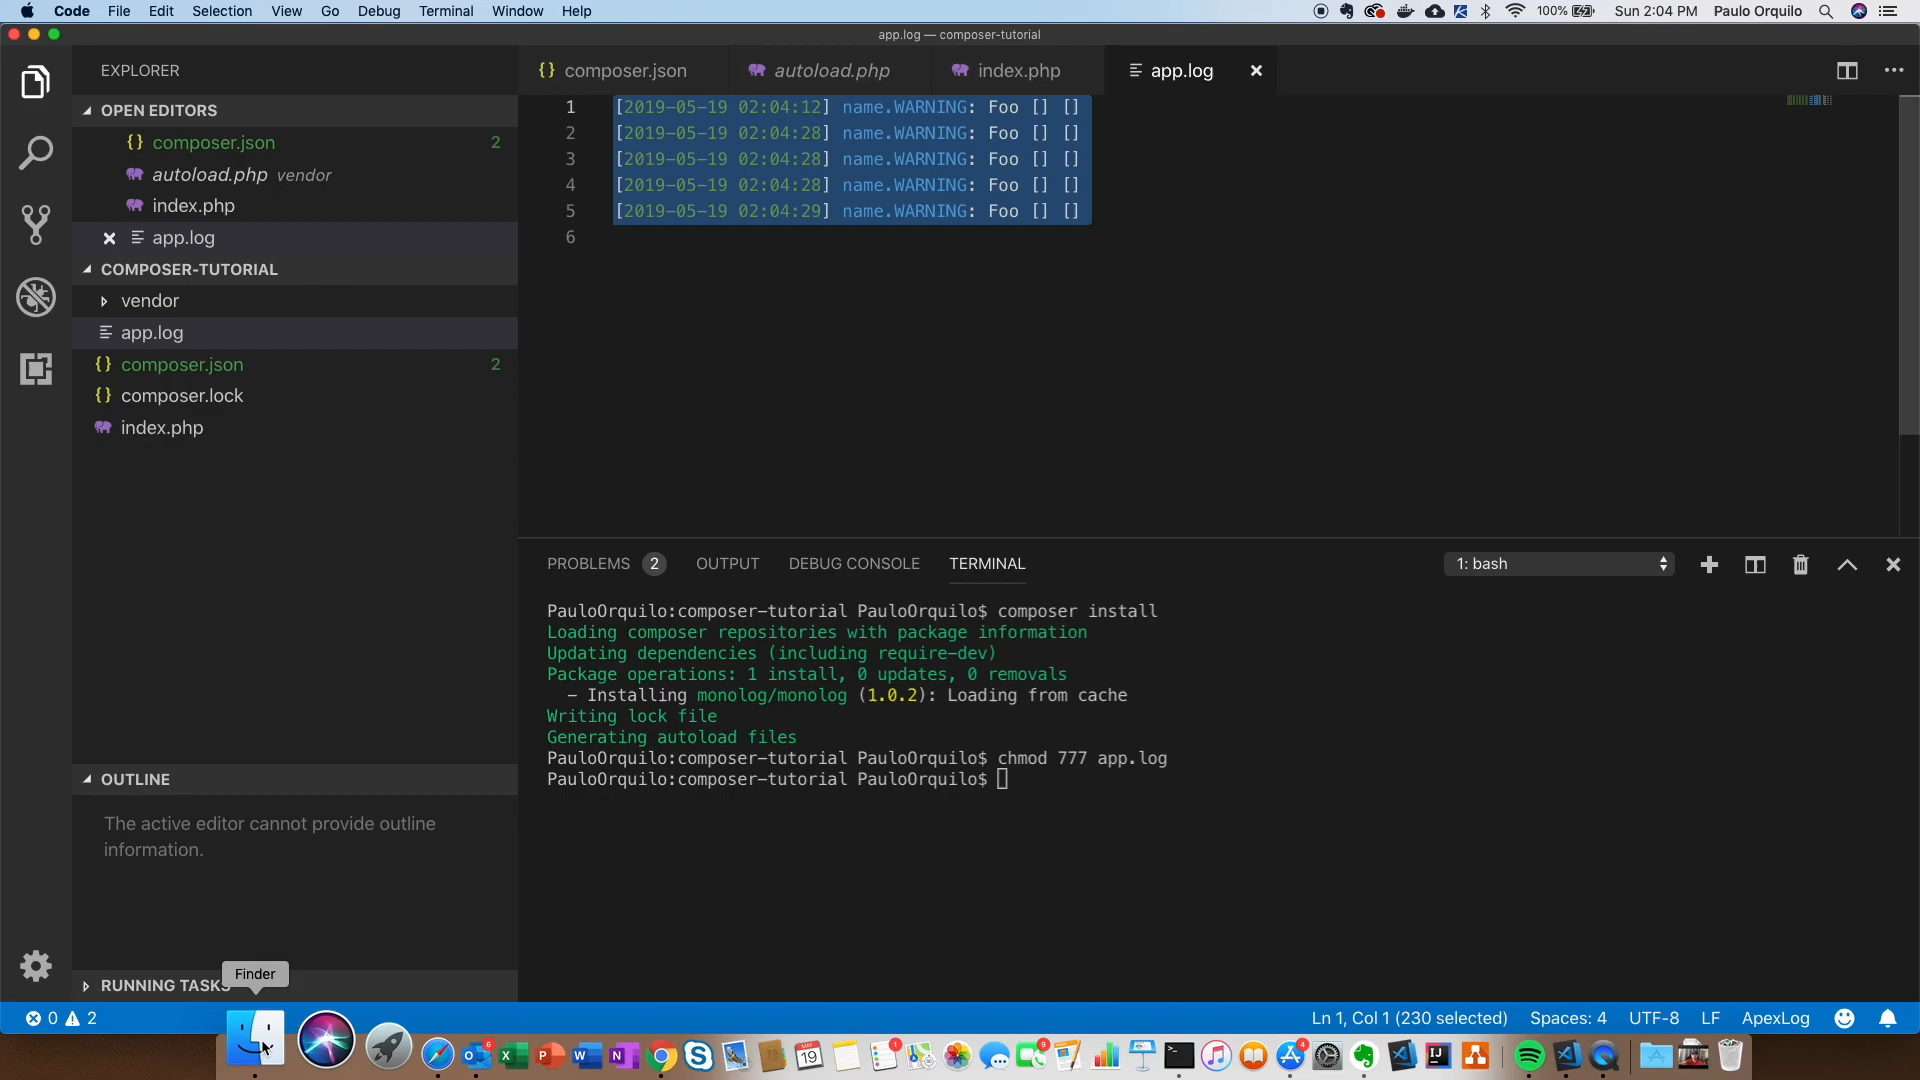 Code File Edit Selection View Go Debug Terminal Window Help 100% Sun 2:04 PM Paulo Orquilo
app.log — composer-tutorial
EXPLORER
OPEN EDITORS
composer.json 2
autoload.php vendor
index.php
app.log
COMPOSER-TUTORIAL
vendor
app.log
composer.json 2
composer.lock
index.php
OUTLINE
The active editor cannot provide outline
information.
RUNNING TASKS
composer.json autoload.php index.php app.log
1 [2019-05-19 02:04:12] name.WARNING: Foo [] []
2 [2019-05-19 02:04:28] name.WARNING: Foo [] []
3 [2019-05-19 02:04:28] name.WARNING: Foo [] []
4 [2019-05-19 02:04:28] name.WARNING: Foo [] []
5 [2019-05-19 02:04:29] name.WARNING: Foo [] []
6
PROBLEMS 2 OUTPUT DEBUG CONSOLE TERMINAL 1: bash
PauloOrquilo:composer-tutorial PauloOrquilo$ composer install
Loading composer repositories with package information
Updating dependencies (including require-dev)
Package operations: 1 install, 0 updates, 0 removals
- Installing monolog/monolog (1.0.2): Loading from cache
Writing lock file
Generating autoload files
PauloOrquilo:composer-tutorial PauloOrquilo$ chmod 777 app.log
PauloOrquilo:composer-tutorial PauloOrquilo$
Finder
0 2 Ln 1, Col 1 (230 selected) Spaces: 4 UTF-8 LF ApexLog
6 MAY 19 1 9 4